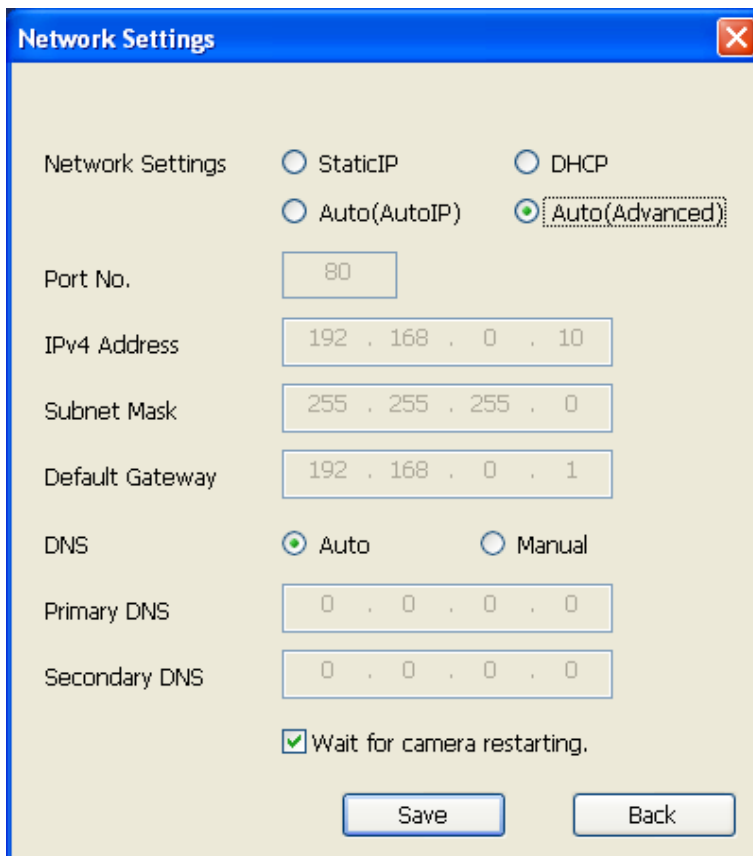 Network Settings
Network Settings StaticIP DHCP
Auto(AutoIP) Auto(Advanced)
Port No. 80
IPv4 Address 192 . 168 . 0 . 10
Subnet Mask 255 . 255 . 255 . 0
Default Gateway 192 . 168 . 0 . 1
DNS Auto Manual
Primary DNS 0 . 0 . 0 . 0
Secondary DNS 0 . 0 . 0 . 0
Wait for camera restarting.
Save Back